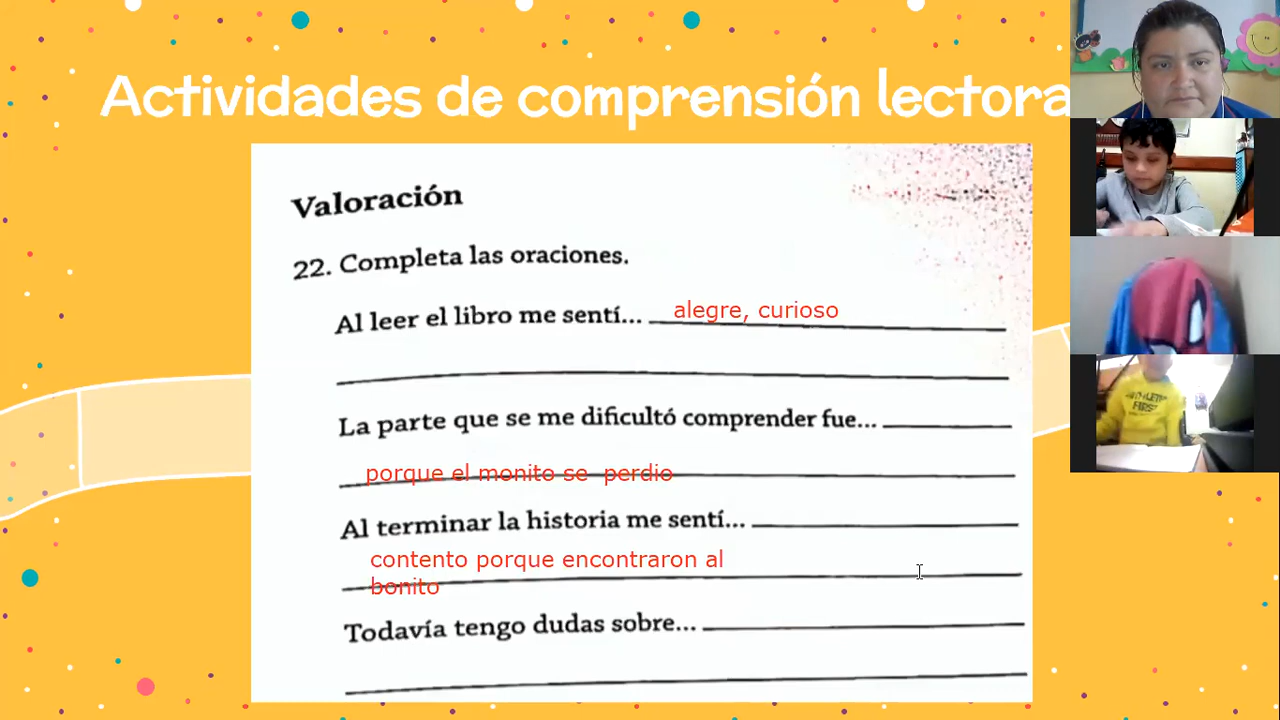 Actividades de comprensión lectora
Valoración
22. Completa las oraciones.
Al leer el libro me sentí... alegre, curioso
La parte que se me dificultó comprender fue...
porque el monito se perdio
Al terminar la historia me sentí...
contento porque encontraron al
bonito
Todavía tengo dudas sobre...
FIRST